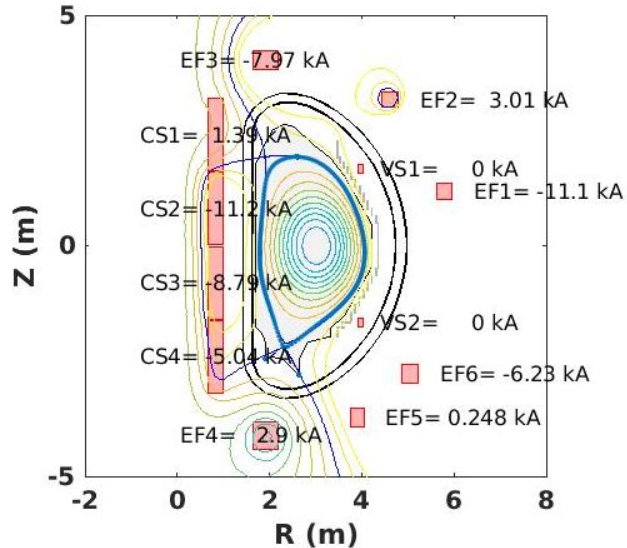 5
EF3= -7.97 kA
EF2= 3.01 kA
CS1= 1.39 kA
VS1= 0 kA
EF1= -11.1 kA
CS2= -11.2 kA
Z (m)
0
CS3= -8.79 kA
VS2= 0 kA
CS4= -5.04 kA
EF6= -6.23 kA
EF5= 0.248 kA
EF4= 2.9 kA
-5
-2 0 2 4 6 8
R (m)